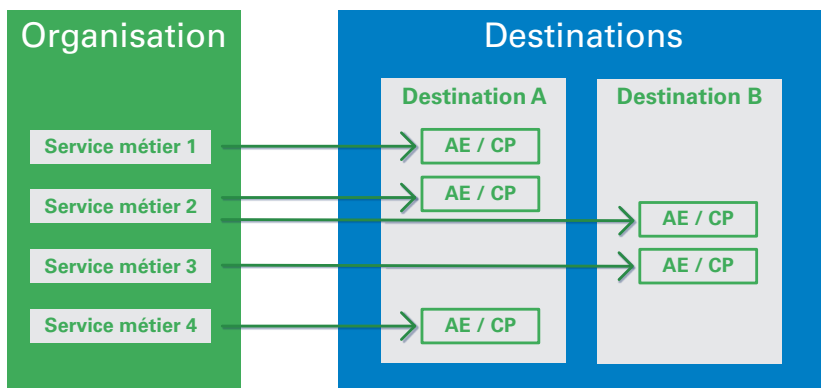 Organisation
Service métier 1
Service métier 2
Service métier 3
Service métier 4
Destinations
Destination A
AE / CP
AE / CP
AE / CP
Destination B
AE / CP
AE / CP